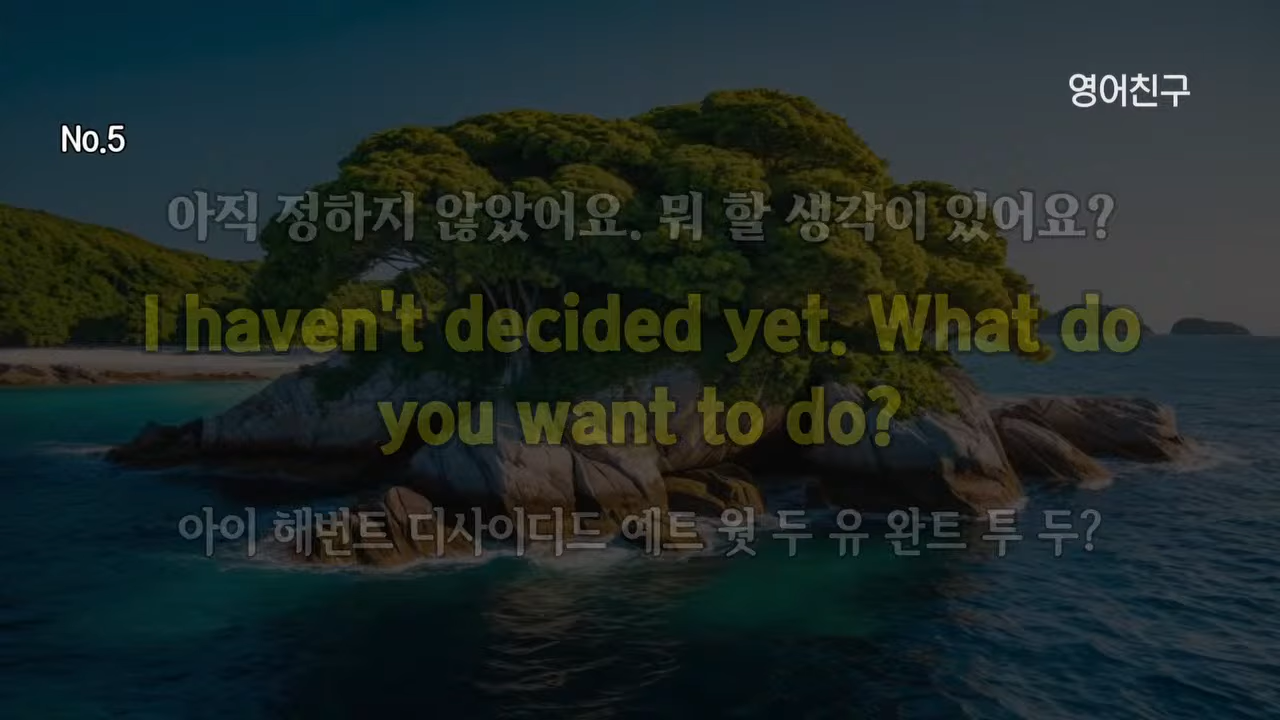 영어친구
No.5
아직 정하지 않았어요. 뭐 할 생각이 있어요?
I haven't decided yet. What do
you want to do?
아이 해번트 디사이디드 예트 웟 두 유 완트 투 두?